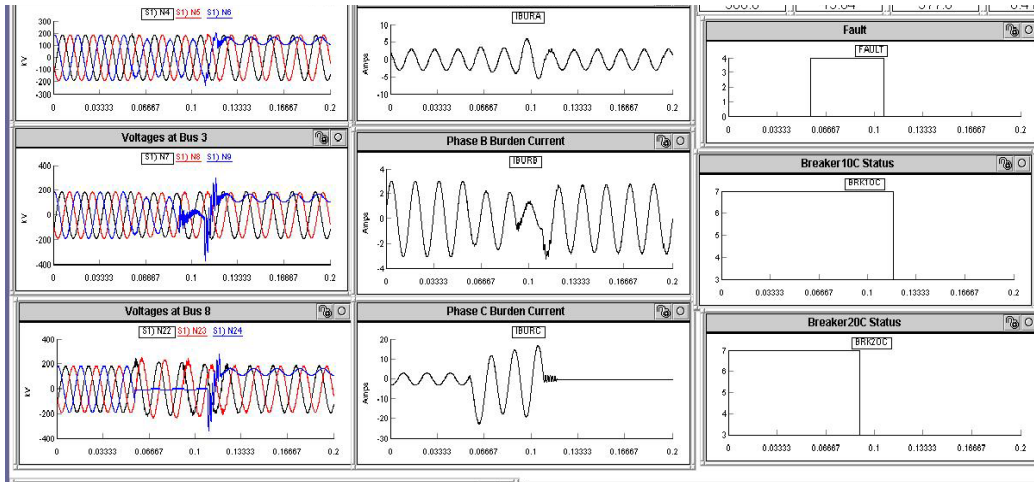 S1) N4 S1) N5 S1) N6
300
200
100
0
-100
-200
-300
kV
0 0.03333 0.06667 0.1 0.13333 0.16667 0.2
IBURA
10
5
0
-5
-10
Amps
0 0.03333 0.06667 0.1 0.13333 0.16667 0.2
Fault
FAULT
4
3
2
1
0
0 0.03333 0.06667 0.1 0.13333 0.16667 0.2
Voltages at Bus 3
S1) N7 S1) N8 S1) N9
400
200
0
-200
-400
kV
0 0.03333 0.06667 0.1 0.13333 0.16667 0.2
Phase B Burden Current
IBURB
4
2
0
-2
-4
Amps
0 0.03333 0.06667 0.1 0.13333 0.16667 0.2
Breaker10C Status
BRK10C
7
6
5
4
3
0 0.03333 0.06667 0.1 0.13333 0.16667 0.2
Voltages at Bus 8
S1) N22 S1) N23 S1) N24
400
200
0
-200
-400
kV
0 0.03333 0.06667 0.1 0.13333 0.16667 0.2
Phase C Burden Current
IBURC
20
10
0
-10
-20
-30
Amps
0 0.03333 0.06667 0.1 0.13333 0.16667 0.2
Breaker20C Status
BRK20C
7
6
5
4
3
0 0.03333 0.06667 0.1 0.13333 0.16667 0.2